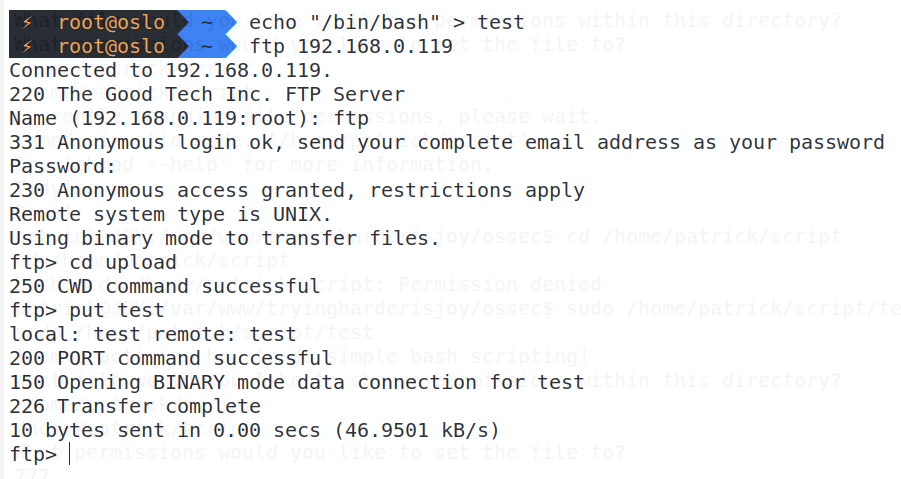 ⚡ root@oslo ~ echo "/bin/bash" > test
⚡ root@oslo ~ ftp 192.168.0.119
Connected to 192.168.0.119.
220 The Good Tech Inc. FTP Server
Name (192.168.0.119:root): ftp
331 Anonymous login ok, send your complete email address as your password
Password:
230 Anonymous access granted, restrictions apply
Remote system type is UNIX.
Using binary mode to transfer files.
ftp> cd upload
250 CWD command successful
ftp> put test
local: test remote: test
200 PORT command successful
150 Opening BINARY mode data connection for test
226 Transfer complete
10 bytes sent in 0.00 secs (46.9501 kB/s)
ftp>